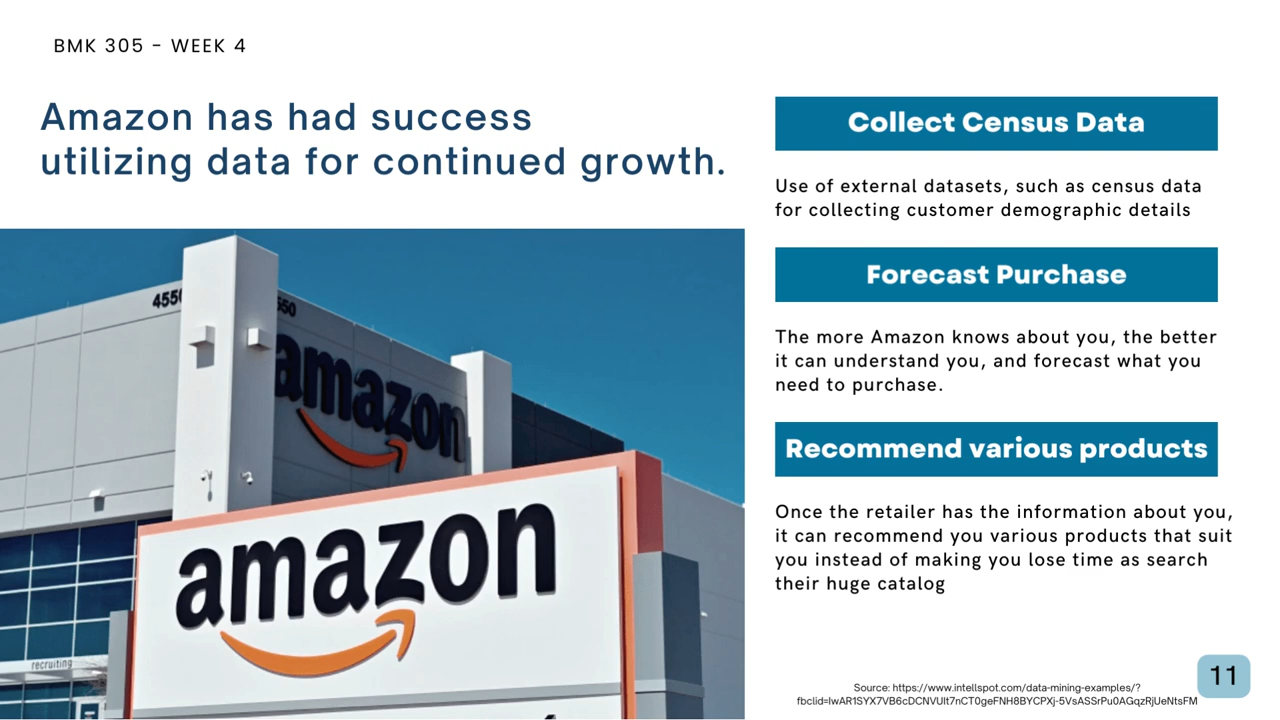 BMK 305 - WEEK 4
Amazon has had success
utilizing data for continued growth.
4550
550
amazon
amazon
recruiting
Collect Census Data
Use of external datasets, such as census data
for collecting customer demographic details
Forecast Purchase
The more Amazon knows about you, the better
it can understand you, and forecast what you
need to purchase.
Recommend various products
Once the retailer has the information about you,
it can recommend you various products that suit
you instead of making you lose time as search
their huge catalog
Source: https://www.intellspot.com/data-mining-examples/?
fbclid=IwAR1SYX7VB6cDCNVUIt7nCT0geFNH8BYCPXj-5VsASSrPu0AGqzRjUeNtsFM
11